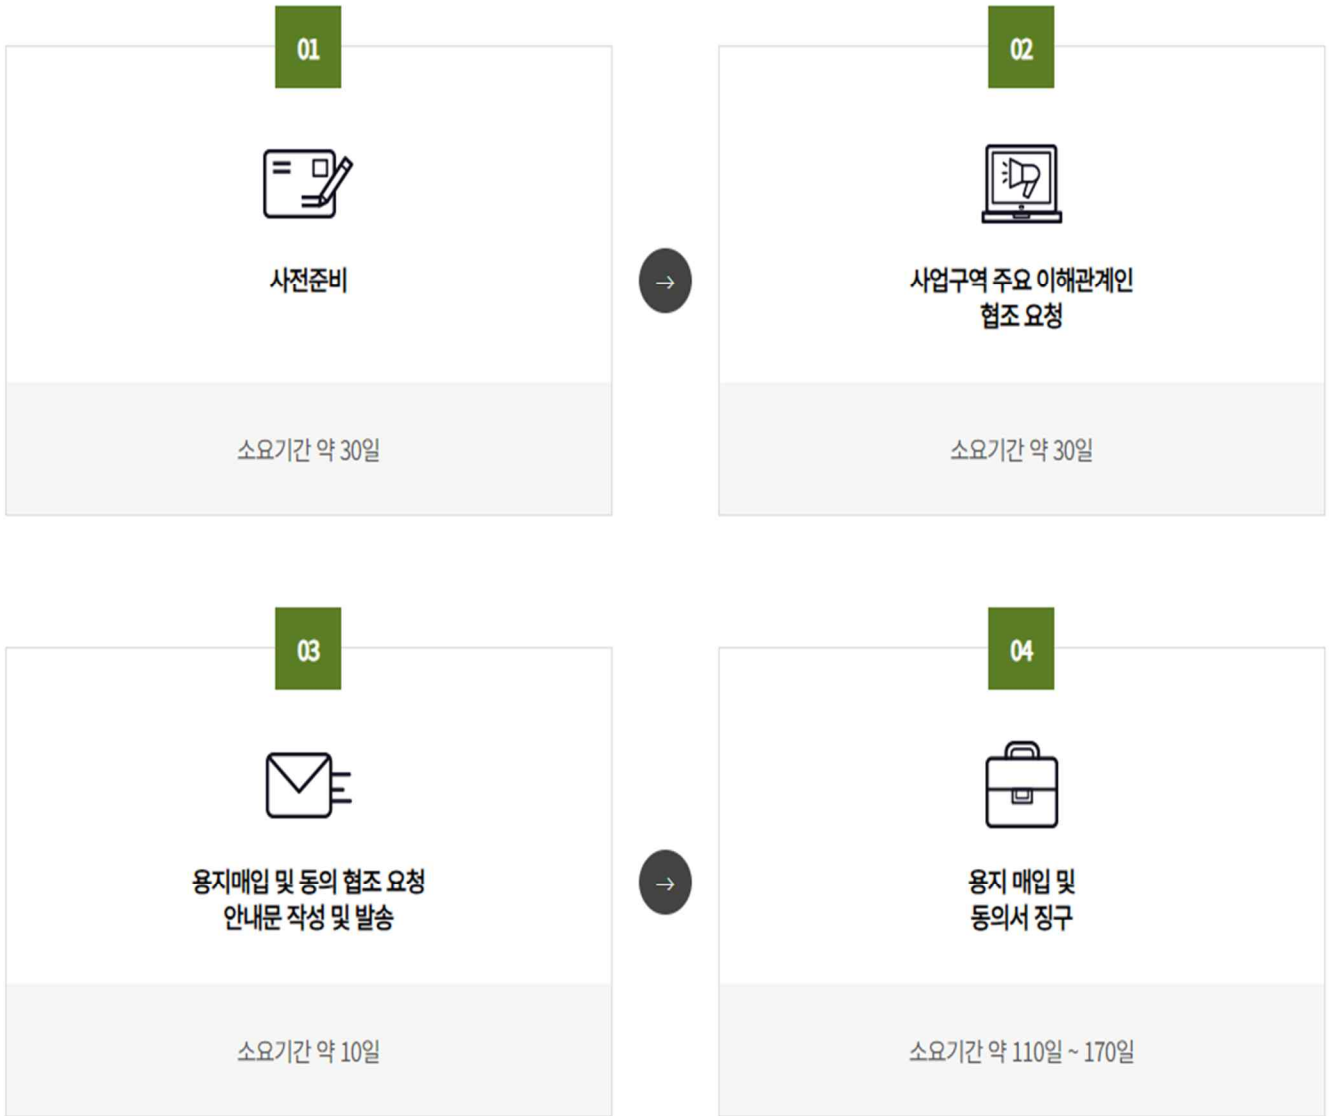 01
사전준비
소요기간 약 30일
02
사업구역 주요 이해관계인
협조 요청
소요기간 약 30일
03
용지매입 및 동의 협조 요청
안내문 작성 및 발송
소요기간 약 10일
04
용지 매입 및
동의서 징구
소요기간 약 110일 ~ 170일